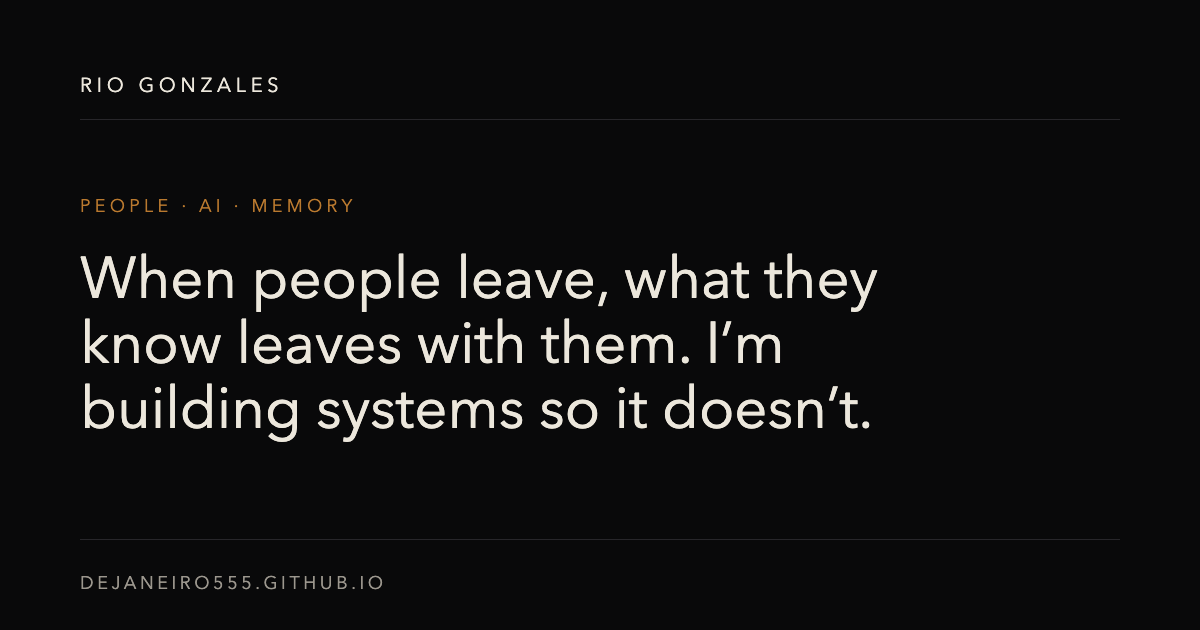 RIO GONZALES
PEOPLE · AI · MEMORY
When people leave, what they
know leaves with them. I’m
building systems so it doesn’t.
DEJANEIRO555.GITHUB.IO